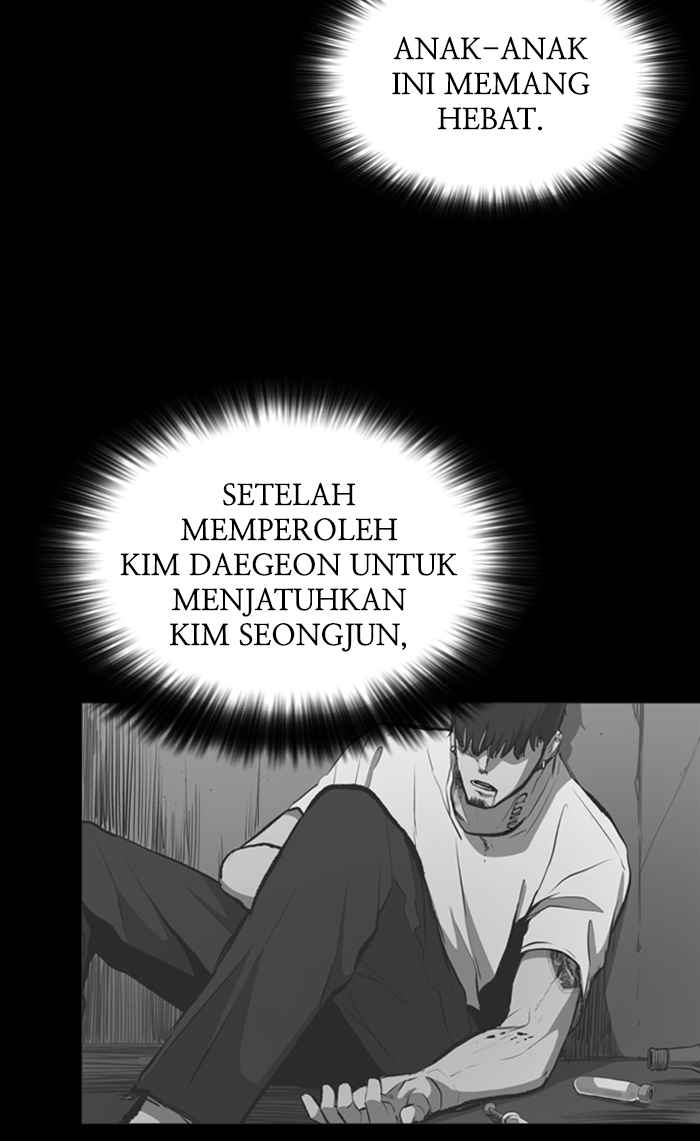 ANAK-ANAK
INI MEMANG
HEBAT.
SETELAH
MEMPEROLEH
KIM DAEGEON UNTUK
MENJATUHKAN
KIM SEONGJUN,